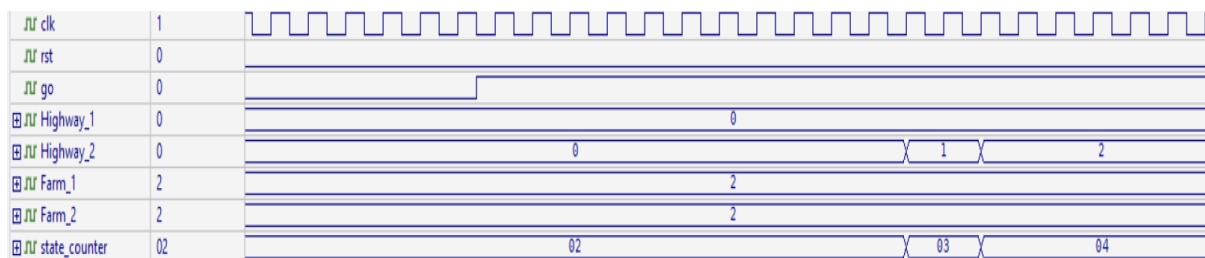 clk 1
rst 0
go 0
Highway_1 0 0
Highway_2 0 0 1 2
Farm_1 2 2
Farm_2 2 2
state_counter 02 02 03 04